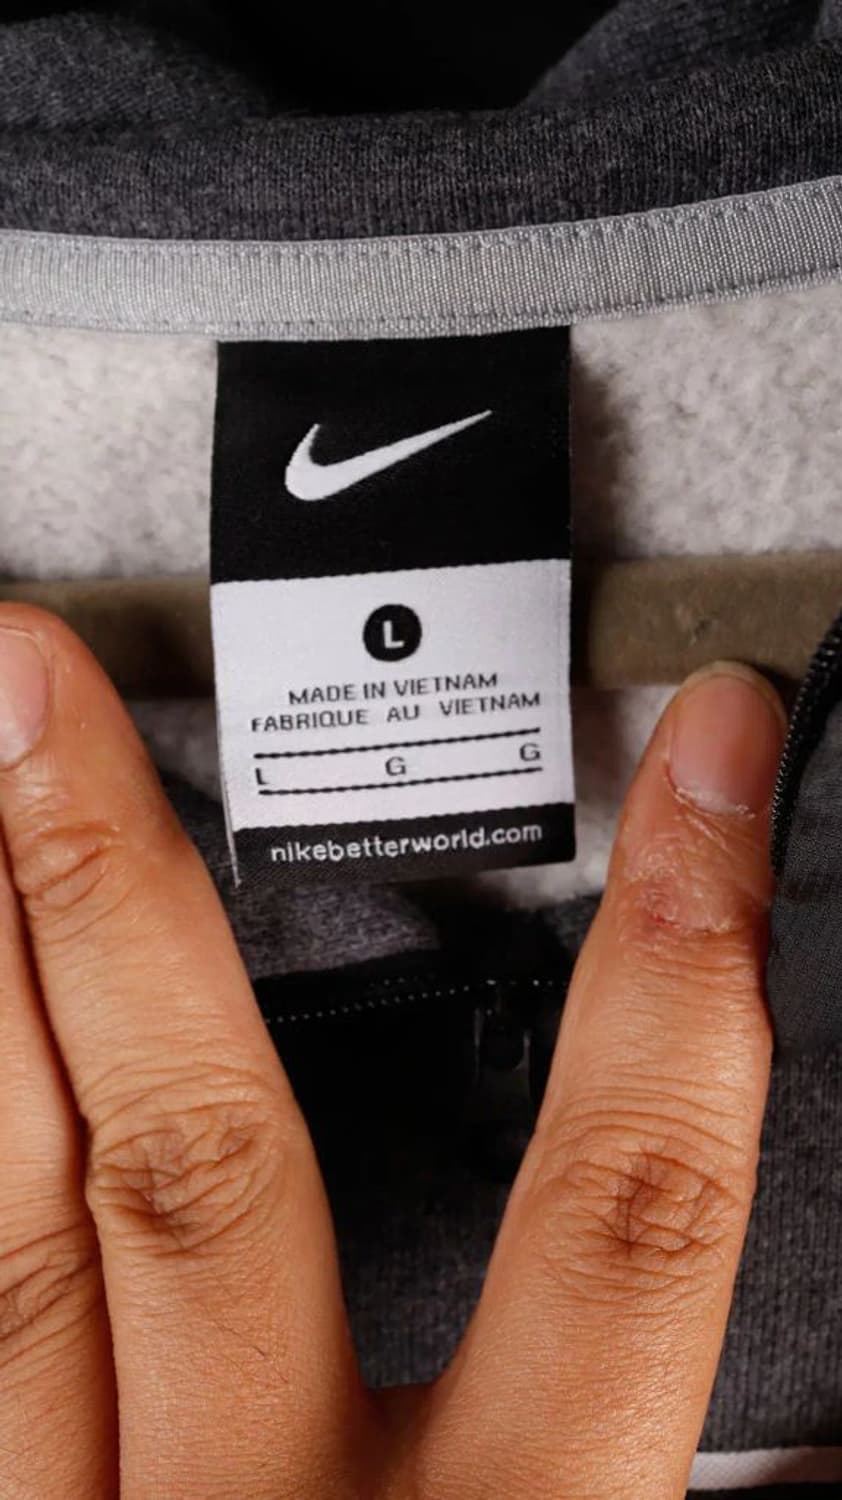 L
MADE IN VIETNAM
FABRIQUE AU VIETNAM
L G G
nikebetterworld.com